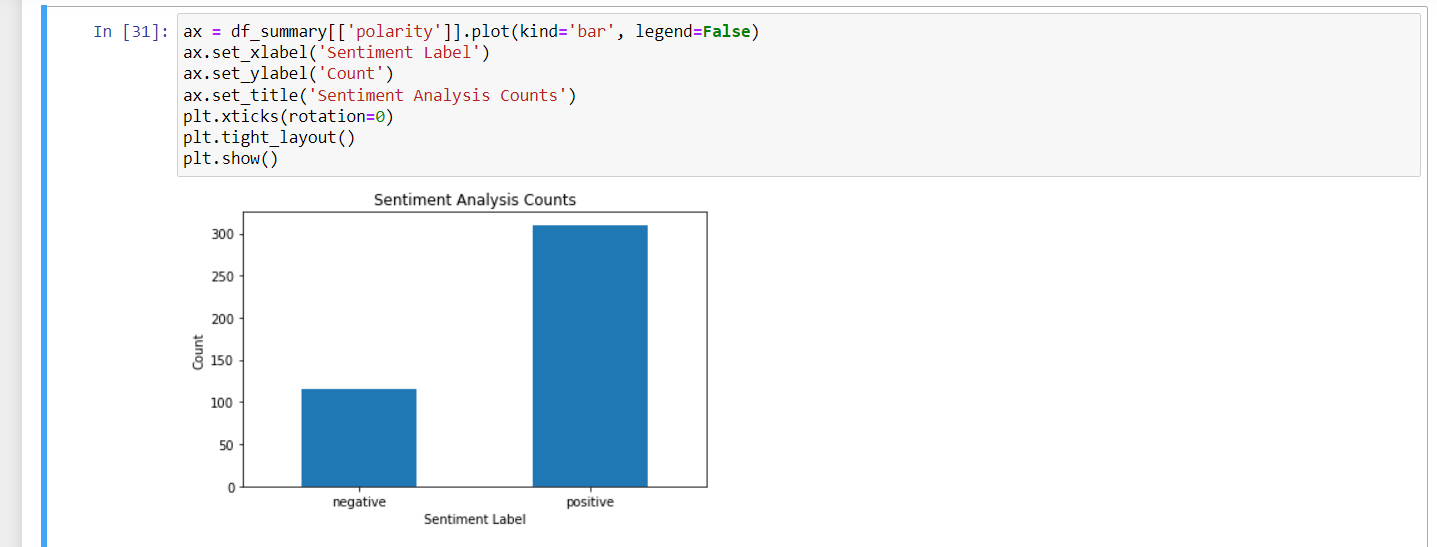 In [31]: ax = df_summary[['polarity']].plot(kind='bar', legend=False)
ax.set_xlabel('Sentiment Label')
ax.set_ylabel('Count')
ax.set_title('Sentiment Analysis Counts')
plt.xticks(rotation=0)
plt.tight_layout()
plt.show()
Sentiment Analysis Counts
300
250
200
150
100
50
0
Count
negative positive
Sentiment Label